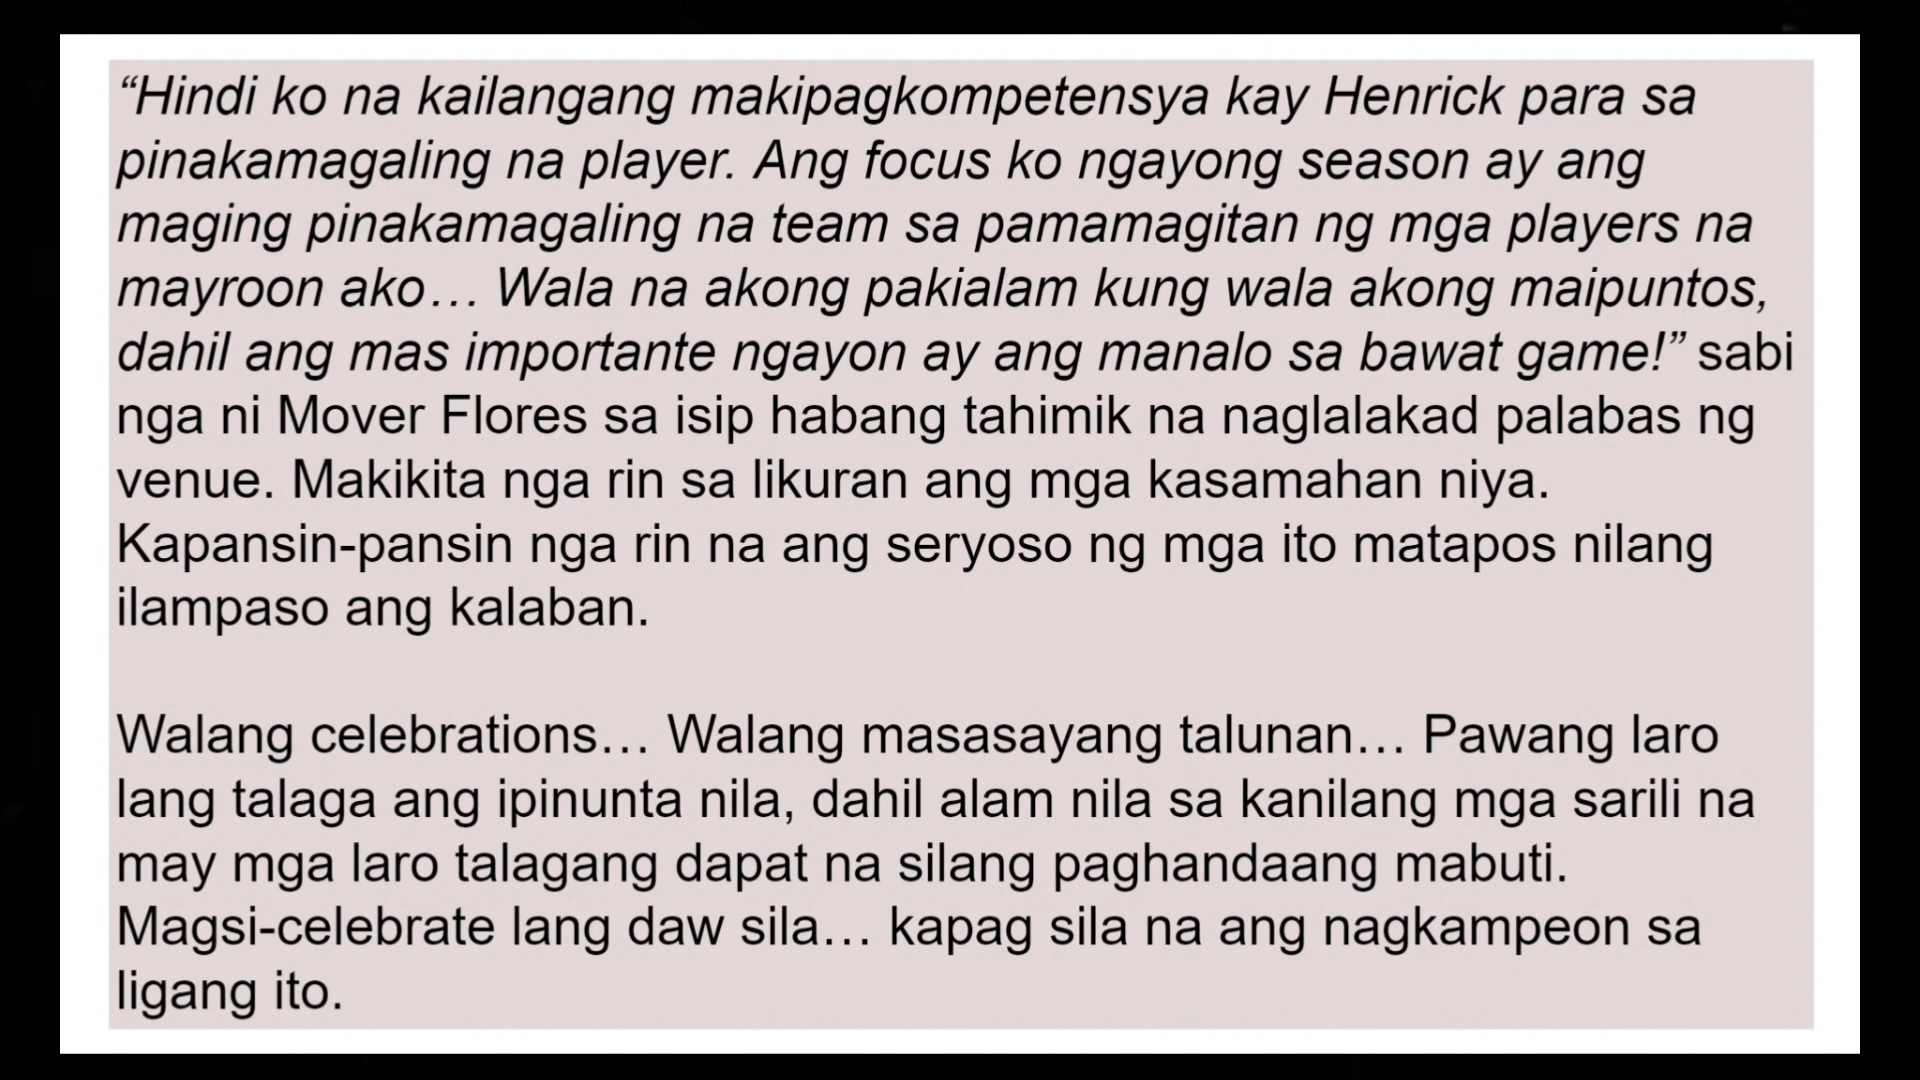 “Hindi ko na kailangang makipagkompetensya kay Henrick para sa
pinakamagaling na player. Ang focus ko ngayong season ay ang
maging pinakamagaling na team sa pamamagitan ng mga players na
mayroon ako… Wala na akong pakialam kung wala akong maipuntos,
dahil ang mas importante ngayon ay ang manalo sa bawat game!” sabi
nga ni Mover Flores sa isip habang tahimik na naglalakad palabas ng
venue. Makikita nga rin sa likuran ang mga kasamahan niya.
Kapansin-pansin nga rin na ang seryoso ng mga ito matapos nilang
ilampaso ang kalaban.
Walang celebrations… Walang masasayang talunan… Pawang laro
lang talaga ang ipinunta nila, dahil alam nila sa kanilang mga sarili na
may mga laro talagang dapat na silang paghandaang mabuti.
Magsi-celebrate lang daw sila… kapag sila na ang nagkampeon sa
ligang ito.